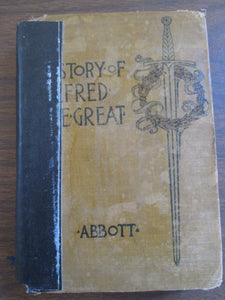 STORY OF
FRED
E·GREAT
·ABBOTT·